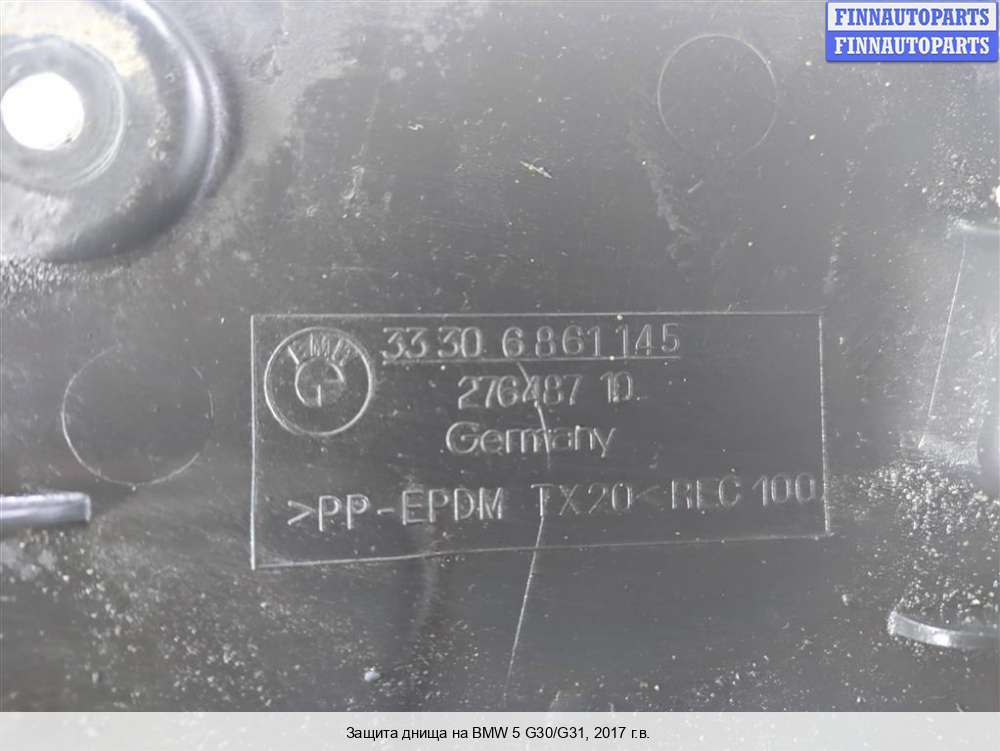 FINNAUTOPARTS
FINNAUTOPARTS
BMW
33 30 6 861 145
276487 10
Germany
>PP-EPDM TX20< REC 100
Защита днища на BMW 5 G30/G31, 2017 г.в.